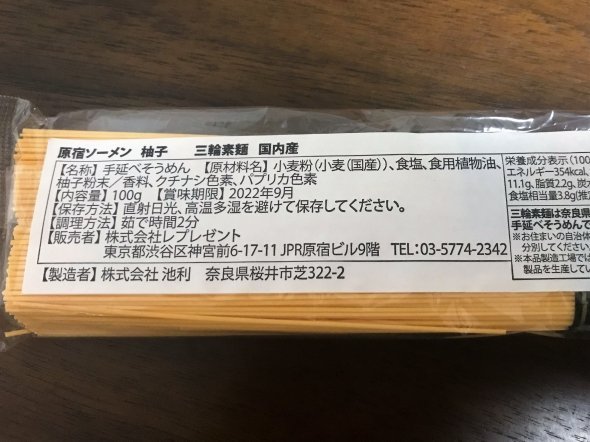 原宿ソーメン 柚子 三輪素麺 国内産
【名称】手延べそうめん 【原材料名】小麦粉(小麦(国産))、食塩、食用植物油、
柚子粉末／香料、クチナシ色素、パプリカ色素
【内容量】100g 【賞味期限】2022年9月
【保存方法】直射日光、高温多湿を避けて保存してください。
【調理方法】茹で時間2分
【販売者】株式会社レプレゼント
東京都渋谷区神宮前6-17-11 JPR原宿ビル9階 TEL:03-5774-2342
【製造者】株式会社 池利 奈良県桜井市芝322-2
栄養成分表示(100
エネルギー354kcal、
11.1g、脂質2.2g、炭
食塩相当量3.8g(推
三輪素麺は奈良県
手延べそうめんで
※お住まいの自治体
分別してください。
※本品製造工場では
製品を生産してい